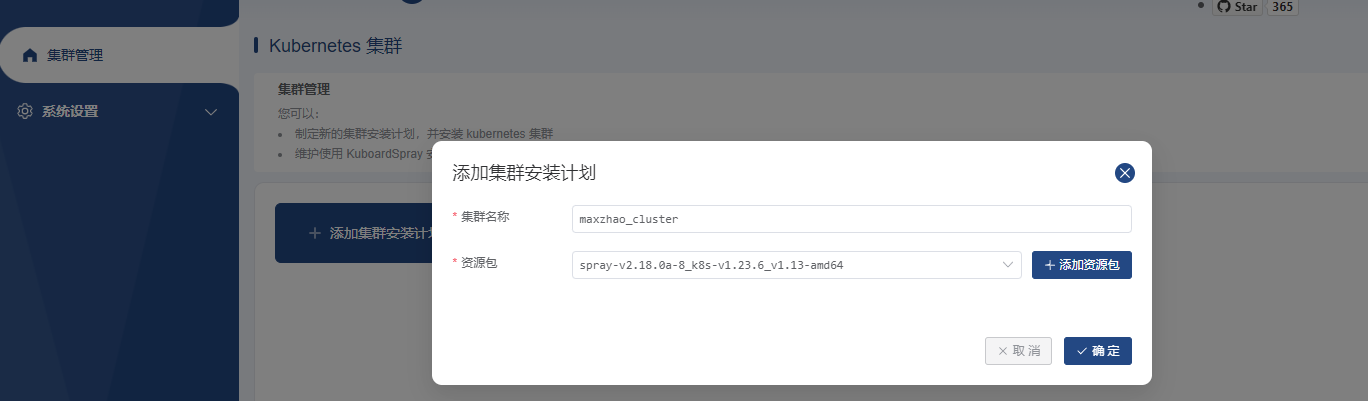 Star 365
集群管理
Kubernetes 集群
系统设置
集群管理
您可以：
制定新的集群安装计划，并安装 kubernetes 集群
维护使用 KuboardSpray
添加集群安装计划
* 集群名称
maxzhao_cluster
添加集群安装计
* 资源包
spray-v2.18.0a-8_k8s-v1.23.6_v1.13-amd64
添加资源包
取 消
确 定